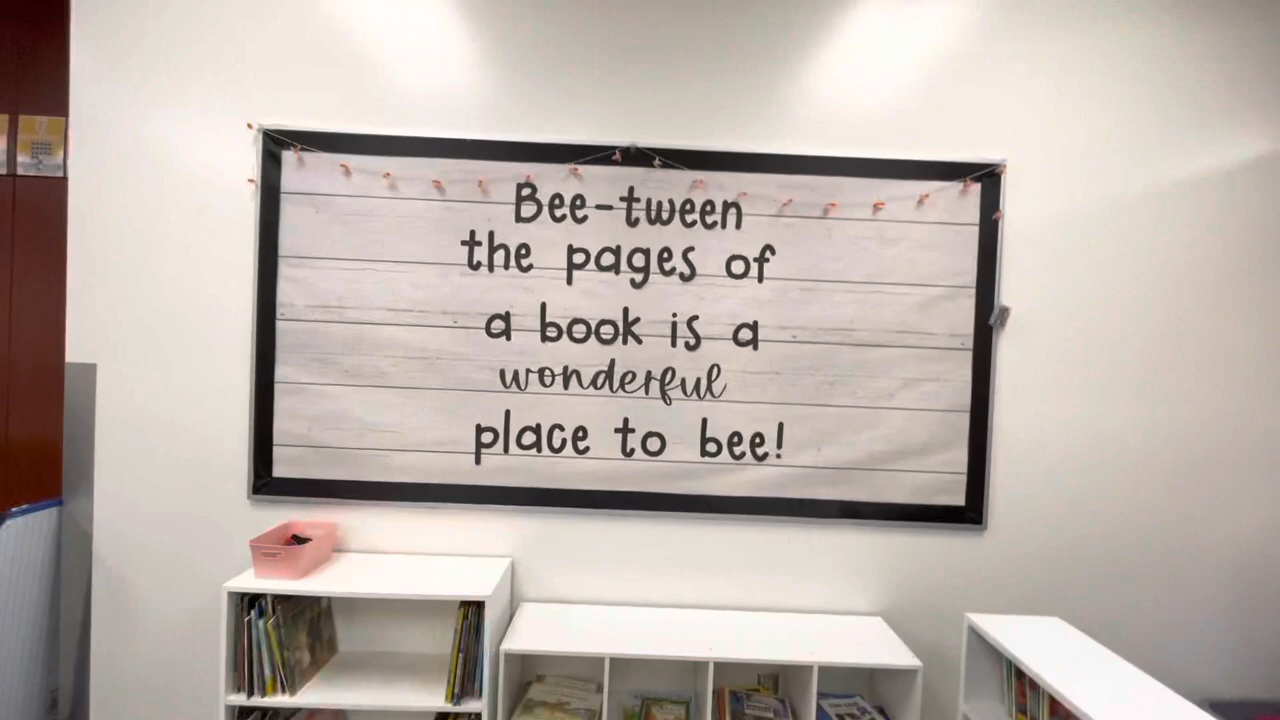 Bee-tween
the pages of
a book is a
wonderful
place to bee!